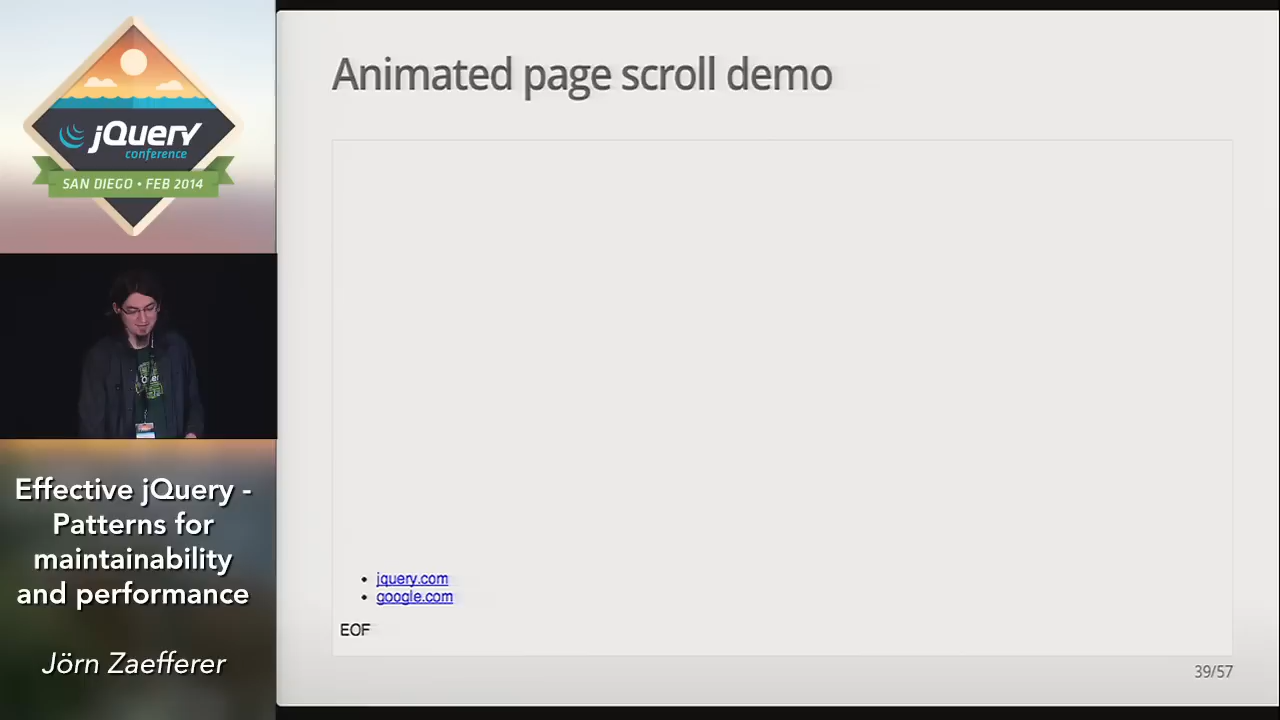 jQuery
conference
SAN DIEGO • FEB 2014
Effective jQuery -
Patterns for
maintainability
and performance
Jörn Zaefferer
Animated page scroll demo
• jquery.com
• google.com
EOF
39/57